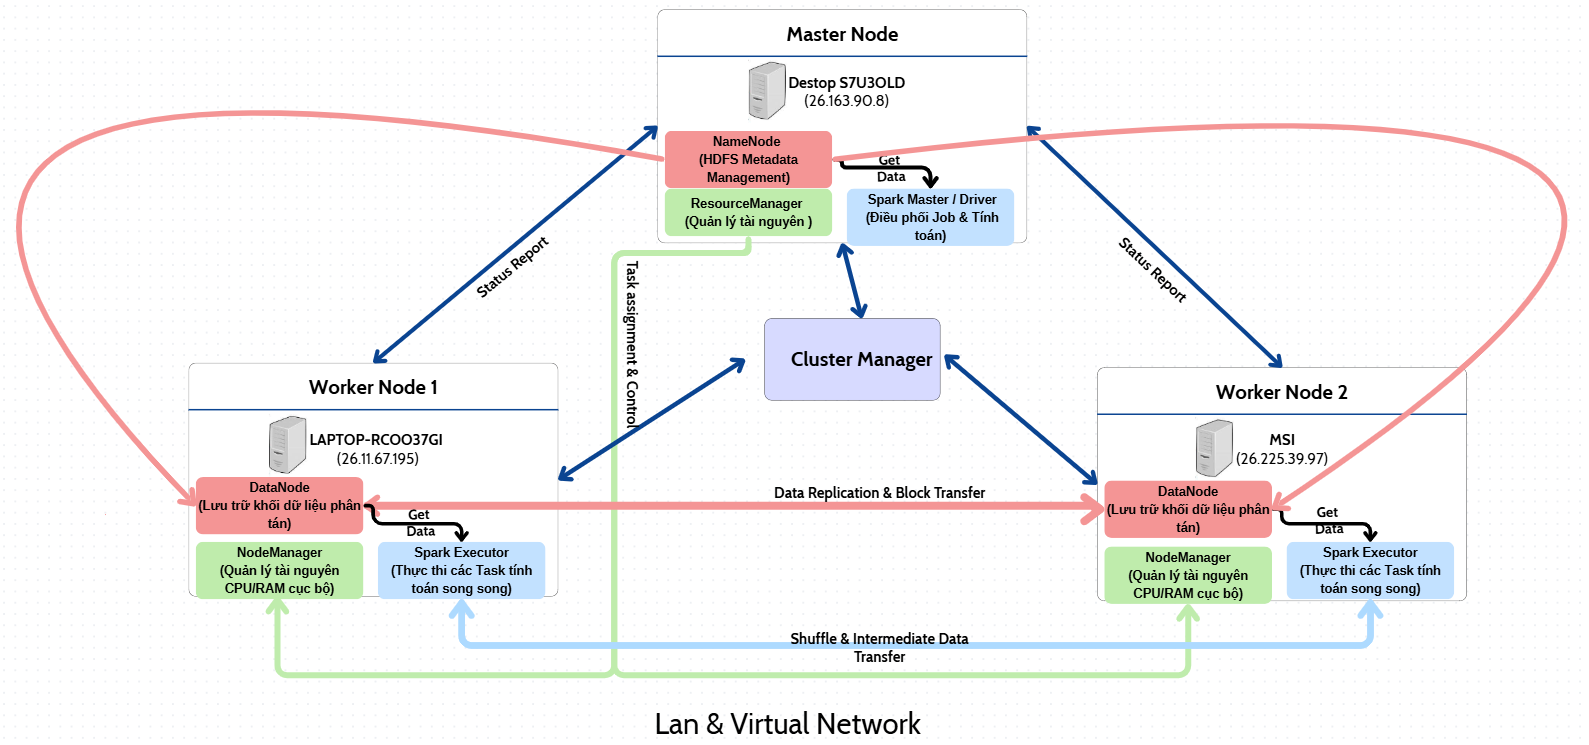 Master Node
Destop S7U3OLD
(26.163.90.8)
NameNode
(HDFS Metadata
Management)
Get
Data
ResourceManager
(Quản lý tài nguyên )
Spark Master / Driver
(Điều phối Job & Tính
toán)
Status Report
Task assignment & Control
Status Report
Cluster Manager
Worker Node 1
LAPTOP-RCOO37GI
(26.11.67.195)
DataNode
(Lưu trữ khối dữ liệu phân
tán)
Get
Data
NodeManager
(Quản lý tài nguyên
CPU/RAM cục bộ)
Spark Executor
(Thực thi các Task tính
toán song song)
Data Replication & Block Transfer
Worker Node 2
MSI
(26.225.39.97)
DataNode
(Lưu trữ khối dữ liệu phân
tán)
Get
Data
NodeManager
(Quản lý tài nguyên
CPU/RAM cục bộ)
Spark Executor
(Thực thi các Task tính
toán song song)
Shuffle & Intermediate Data
Transfer
Lan & Virtual Network